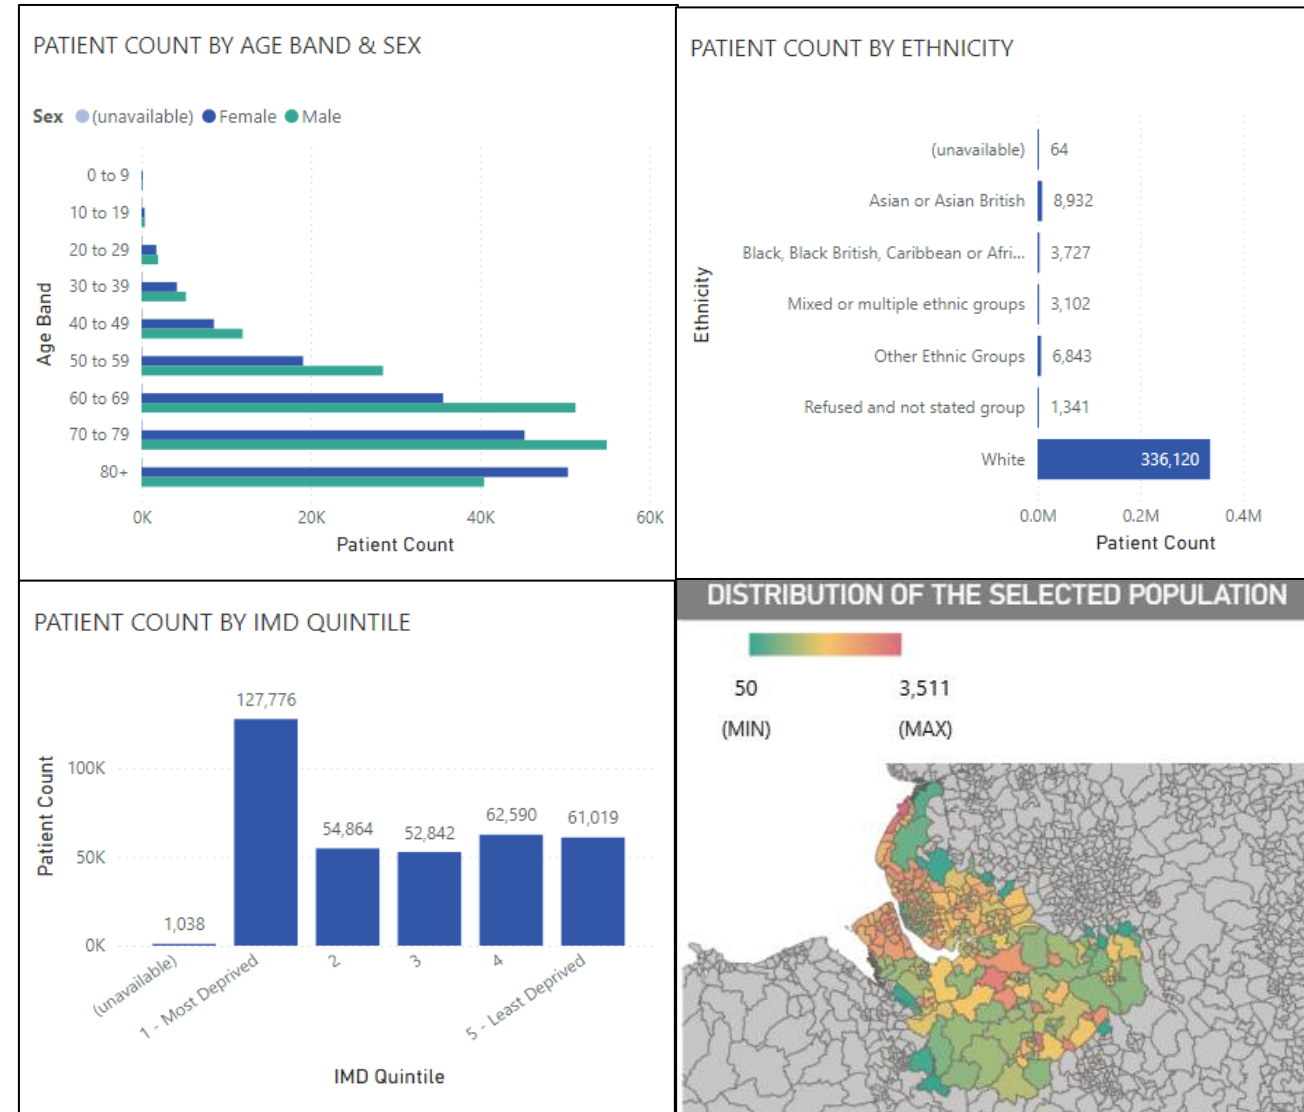 PATIENT COUNT BY AGE BAND & SEX
Sex (unavailable) Female Male
Age Band
0 to 9
10 to 19
20 to 29
30 to 39
40 to 49
50 to 59
60 to 69
70 to 79
80+
0K 20K 40K 60K
Patient Count
PATIENT COUNT BY ETHNICITY
Ethnicity
(unavailable) 64
Asian or Asian British 8,932
Black, Black British, Caribbean or Afri... 3,727
Mixed or multiple ethnic groups 3,102
Other Ethnic Groups 6,843
Refused and not stated group 1,341
White 336,120
0.0M 0.2M 0.4M
Patient Count
PATIENT COUNT BY IMD QUINTILE
Patient Count
100K
50K
0K
1,038
127,776
54,864
52,842
62,590
61,019
(unavailable)
1 - Most Deprived
2
3
4
5 - Least Deprived
IMD Quintile
DISTRIBUTION OF THE SELECTED POPULATION
50 3,511
(MIN) (MAX)